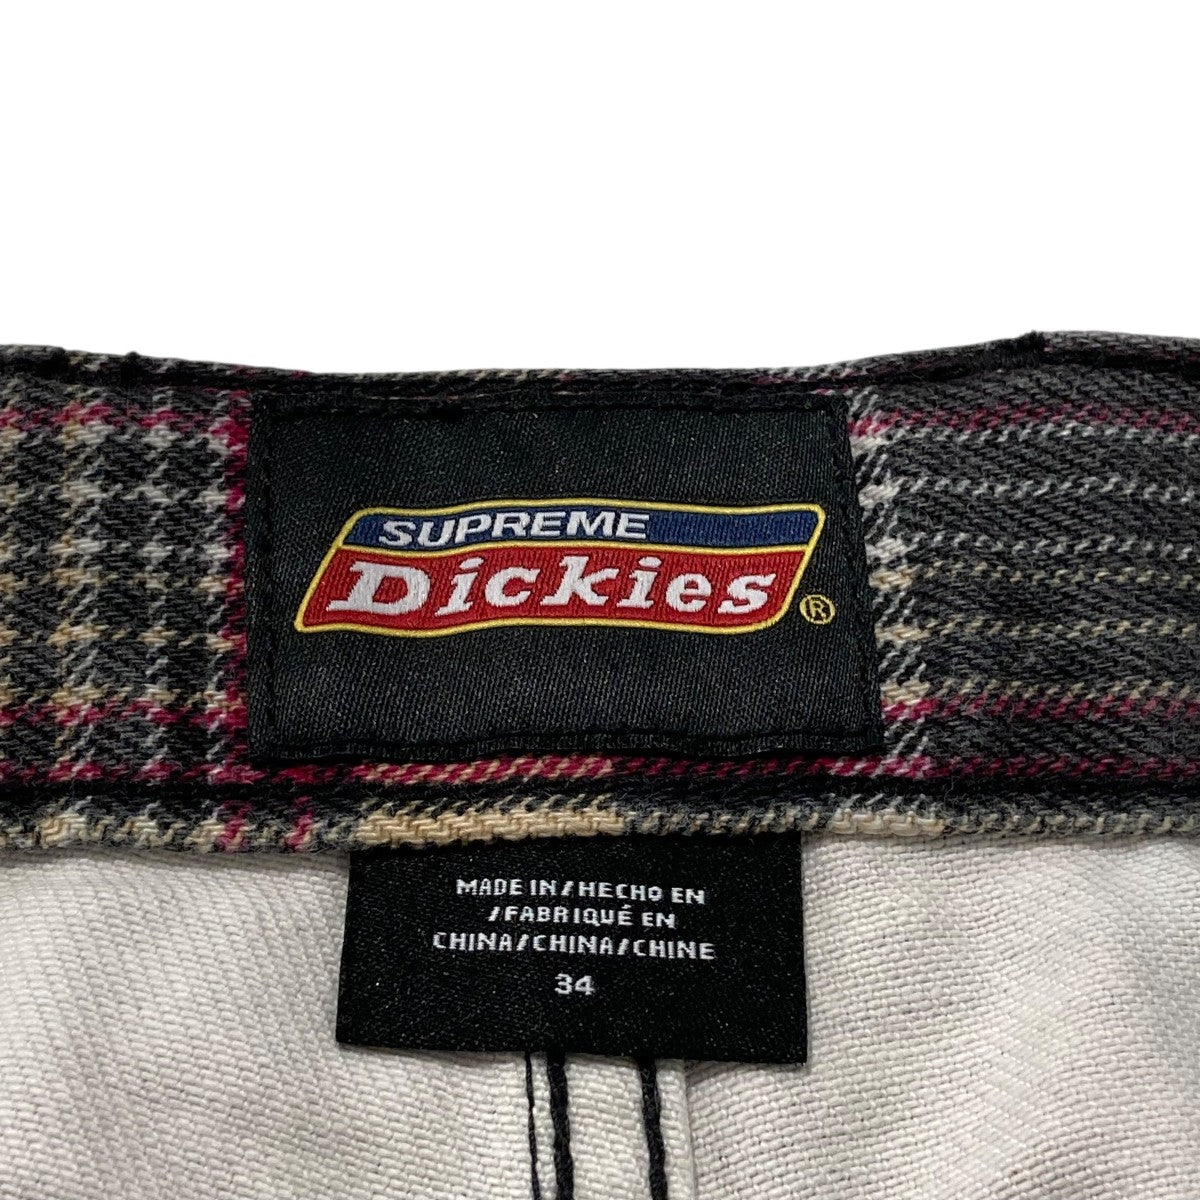 SUPREME
Dickies ®
MADE IN/HECHO EN
/FABRIQUÉ EN
CHINA/CHINA/CHINE
34